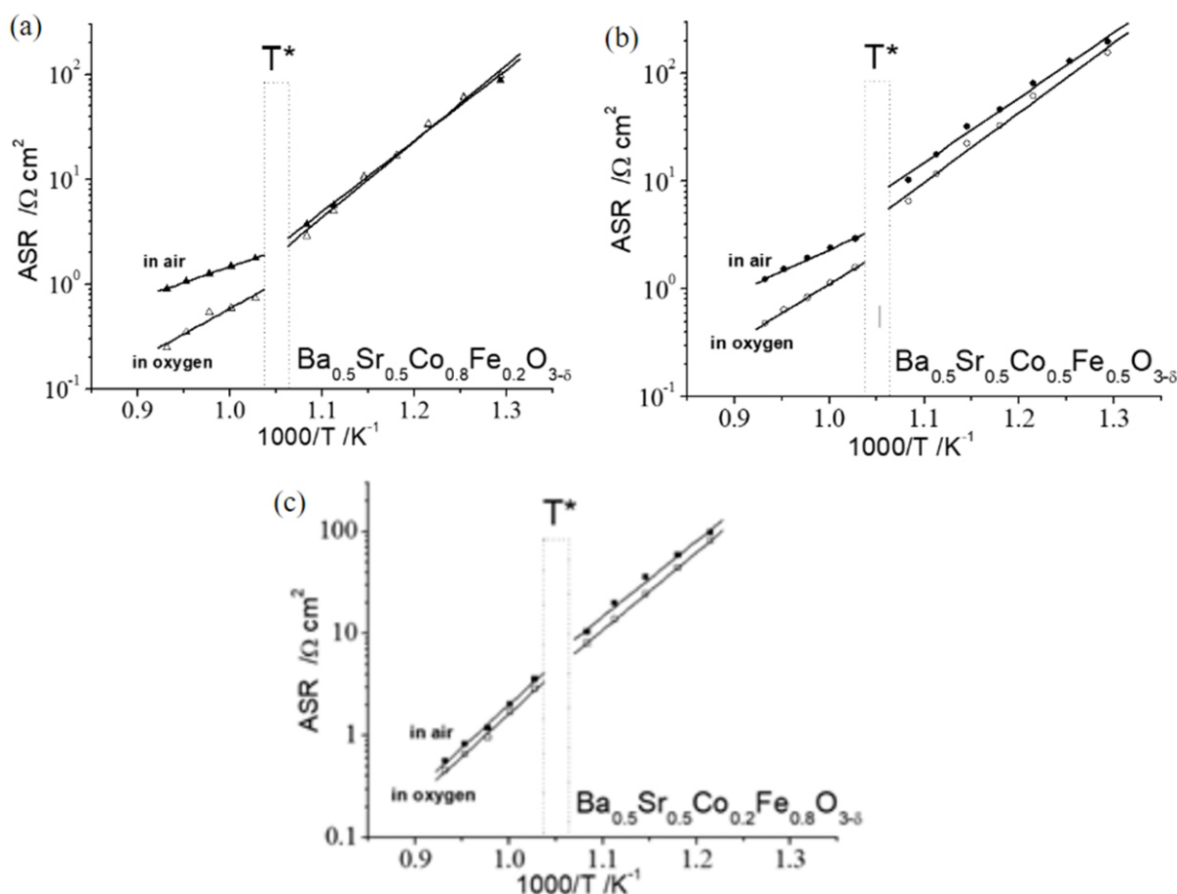 (a)
T*
ASR /Ω cm²
10²
10¹
10⁰
10⁻¹
in air
in oxygen
Ba₀.₅Sr₀.₅Co₀.₈Fe₀.₂O₃₋δ
0.9 1.0 1.1 1.2 1.3
1000/T /K⁻¹
(b)
T*
ASR /Ω cm²
10²
10¹
10⁰
10⁻¹
in air
in oxygen
Ba₀.₅Sr₀.₅Co₀.₅Fe₀.₅O₃₋δ
0.9 1.0 1.1 1.2 1.3
1000/T /K⁻¹
(c)
T*
ASR /Ω cm²
100
10
1
0.1
in air
in oxygen
Ba₀.₅Sr₀.₅Co₀.₂Fe₀.₈O₃₋δ
0.9 1.0 1.1 1.2 1.3
1000/T /K⁻¹